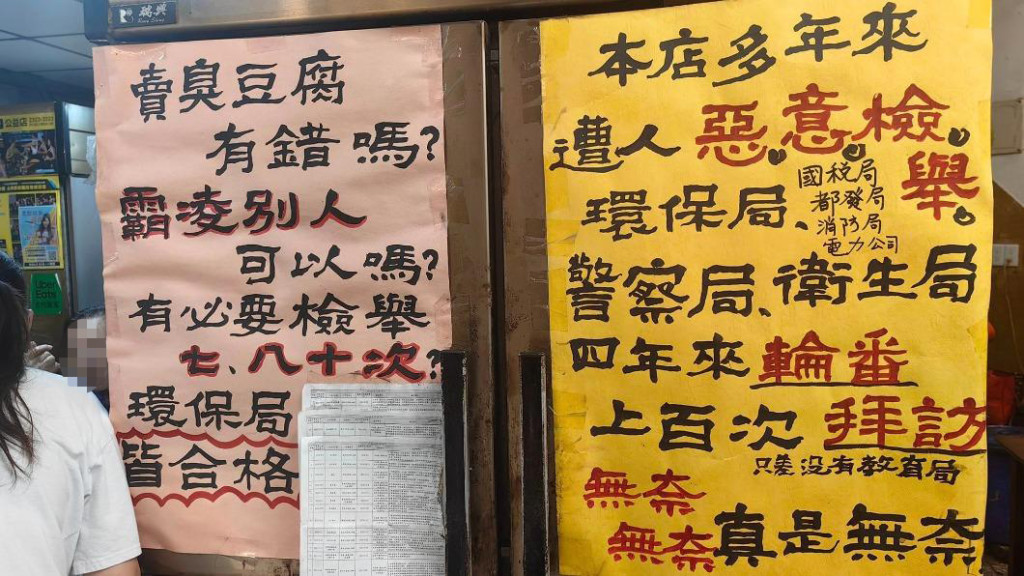 瑞興
賣臭豆腐
有錯嗎?
霸凌別人
可以嗎?
有必要檢舉
七、八十次?
環保局
皆合格
本店多年來
遭人惡意檢舉
環保局、
國稅局
都發局
消防局
電力公司
警察局、衛生局
四年來輪番
上百次拜訪
只差沒有教育局
無奈
無奈真是無奈
Uber
Eats